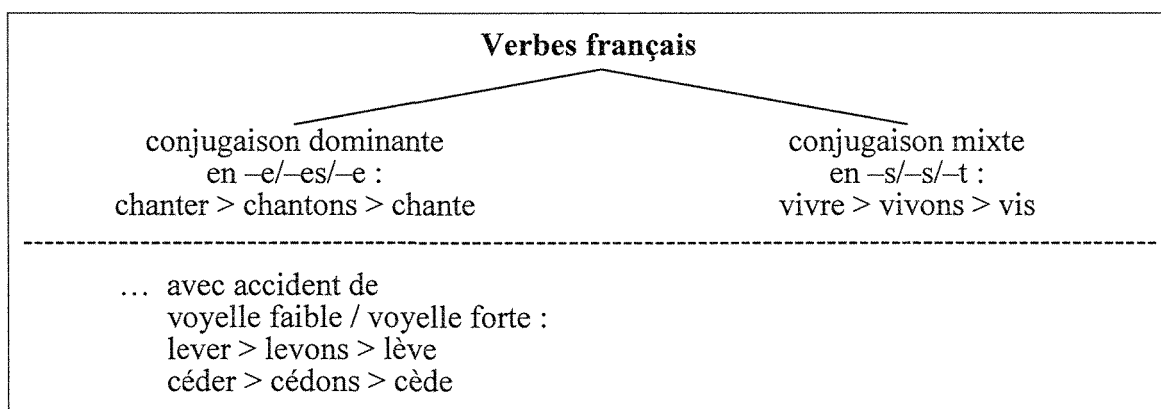 Verbes français
conjugaison dominante
en –e/–es/–e :
chanter > chantons > chante
conjugaison mixte
en –s/–s/–t :
vivre > vivons > vis
… avec accident de
voyelle faible / voyelle forte :
lever > levons > lève
céder > cédons > cède